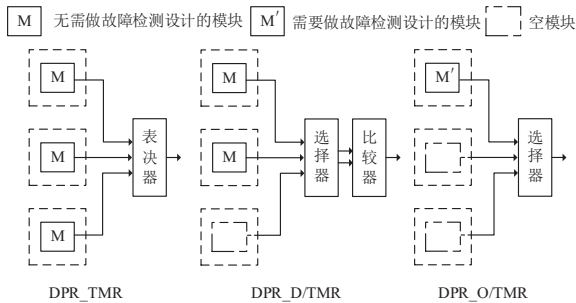 M 无需做故障检测设计的模块 M′ 需要做故障检测设计的模块 空模块
M M M′
M M
M
表决器 选择器 比较器 选择器
DPR_TMR DPR_D/TMR DPR_O/TMR